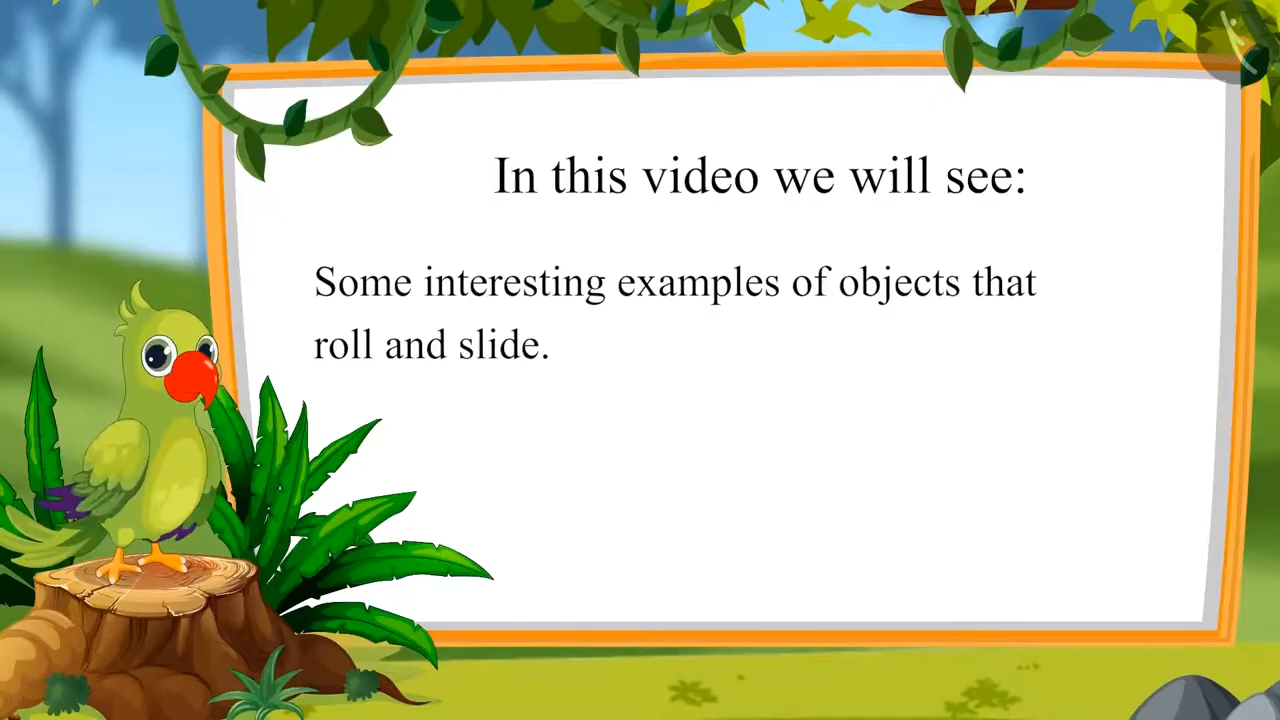 In this video we will see:
Some interesting examples of objects that
roll and slide.